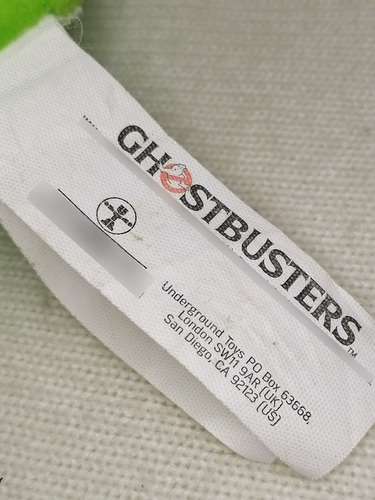 GHOSTBUSTERS
TM
Underground Toys PO Box 63668,
London SW11 9AR (UK)
San Diego, CA 92123 (US)